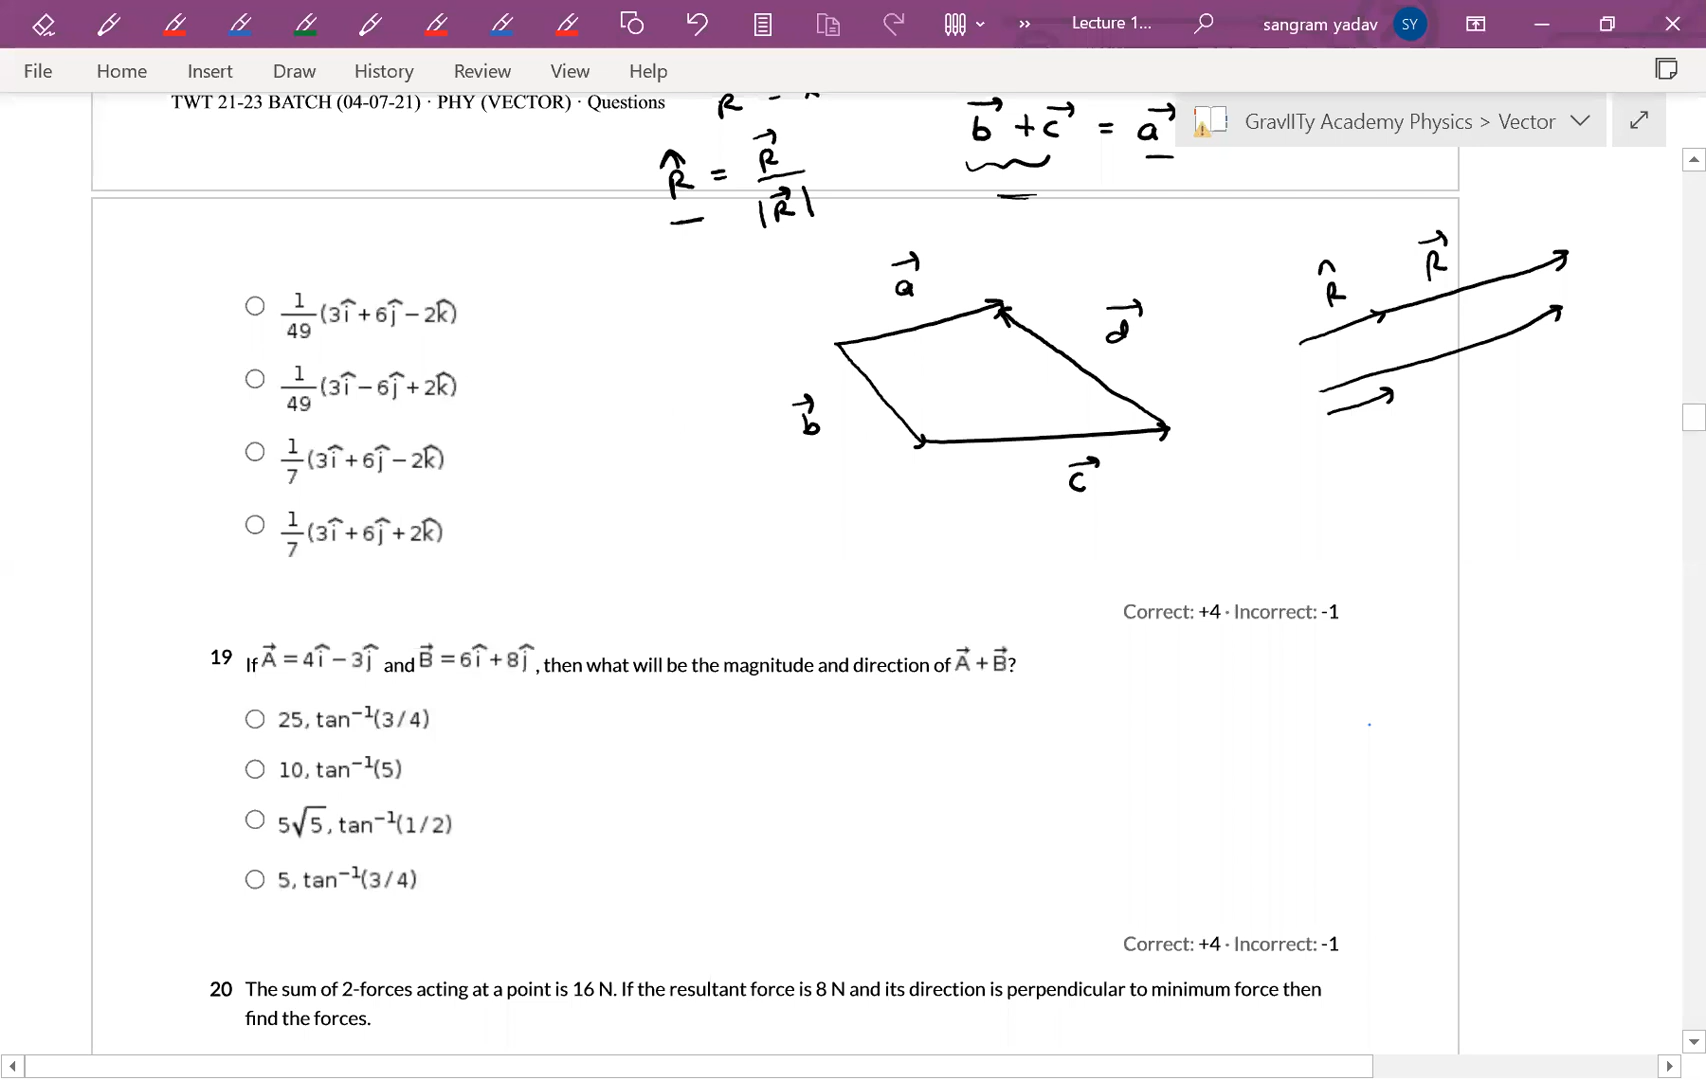 Lecture 1...
sangram yadav
SY
File Home Insert Draw History Review View Help
TWT 21-23 BATCH (04-07-21) · PHY (VECTOR) · Questions
GravIITy Academy Physics > Vector
b⃗ + c⃗ = a⃗
R̂ = R⃗ / |R⃗|
a⃗
d⃗
b⃗
c⃗
R̂
R⃗
1/49 (3î + 6ĵ − 2k̂)
1/49 (3î − 6ĵ + 2k̂)
1/7 (3î + 6ĵ − 2k̂)
1/7 (3î + 6ĵ + 2k̂)
Correct: +4 · Incorrect: -1
19 If A⃗ = 4î − 3ĵ and B⃗ = 6î + 8ĵ, then what will be the magnitude and direction of A⃗ + B⃗?
25, tan⁻¹(3/4)
10, tan⁻¹(5)
5√5, tan⁻¹(1/2)
5, tan⁻¹(3/4)
Correct: +4 · Incorrect: -1
20 The sum of 2-forces acting at a point is 16 N. If the resultant force is 8 N and its direction is perpendicular to minimum force then
find the forces.